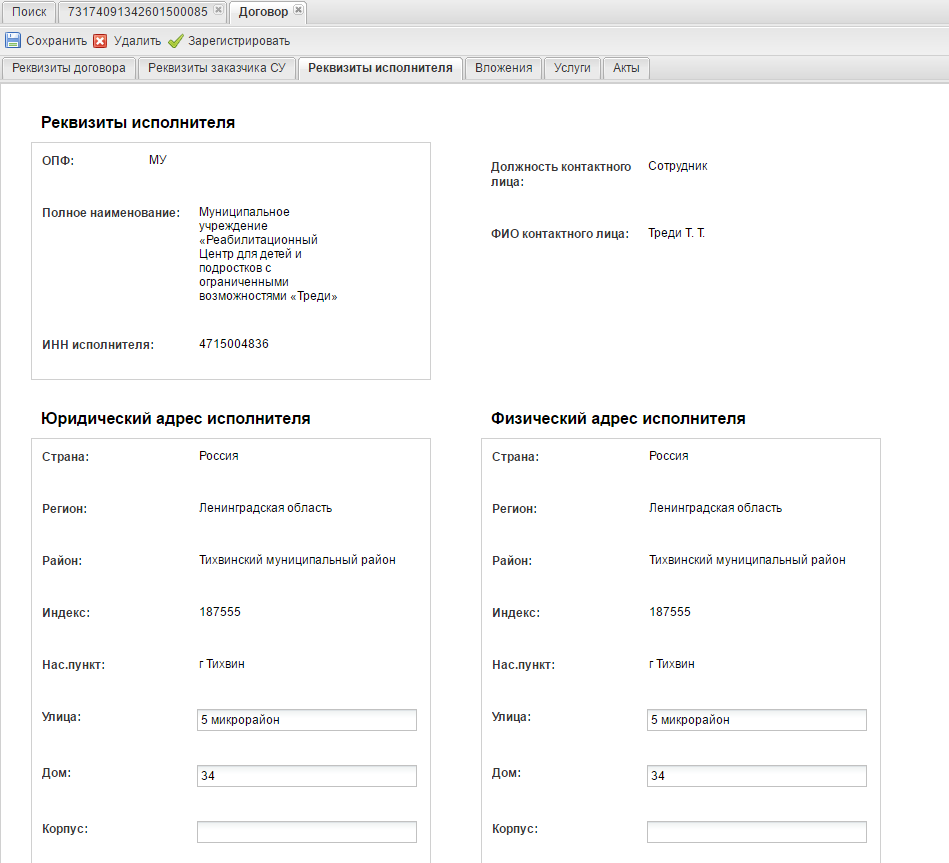 Поиск 73174091342601500085 Договор
Сохранить Удалить Зарегистрировать
Реквизиты договора Реквизиты заказчика СУ Реквизиты исполнителя Вложения Услуги Акты
Реквизиты исполнителя
ОПФ: МУ
Полное наименование: Муниципальное
учреждение
«Реабилитационный
Центр для детей и
подростков с
ограниченными
возможностями «Треди»
ИНН исполнителя: 4715004836
Должность контактного Сотрудник
лица:
ФИО контактного лица: Треди Т. Т.
Юридический адрес исполнителя
Страна: Россия
Регион: Ленинградская область
Район: Тихвинский муниципальный район
Индекс: 187555
Нас.пункт: г Тихвин
Улица: 5 микрорайон
Дом: 34
Корпус:
Физический адрес исполнителя
Страна: Россия
Регион: Ленинградская область
Район: Тихвинский муниципальный район
Индекс: 187555
Нас.пункт: г Тихвин
Улица: 5 микрорайон
Дом: 34
Корпус: